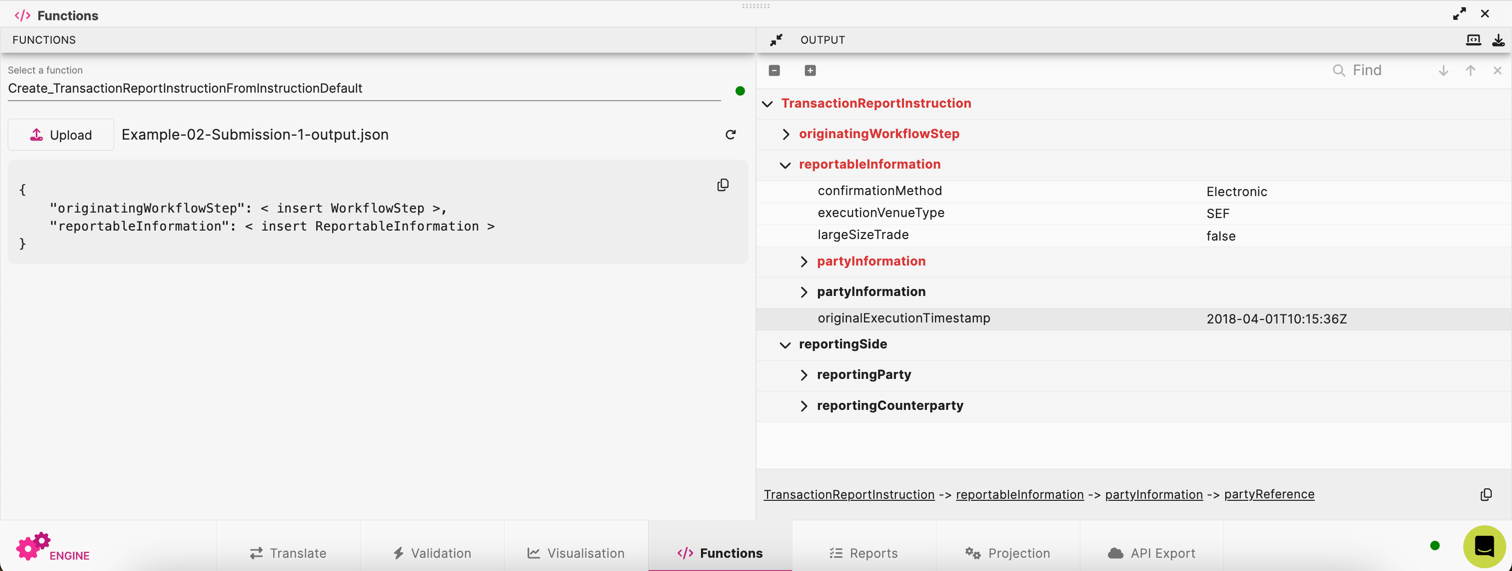 Functions
FUNCTIONS
Select a function
Create_TransactionReportInstructionFromInstructionDefault
Upload
Example-02-Submission-1-output.json
{
"originatingWorkflowStep": < insert WorkflowStep >,
"reportableInformation": < insert ReportableInformation >
}
OUTPUT
Find
TransactionReportInstruction
originatingWorkflowStep
reportableInformation
confirmationMethod Electronic
executionVenueType SEF
largeSizeTrade false
partyInformation
partyInformation
originalExecutionTimestamp 2018-04-01T10:15:36Z
reportingSide
reportingParty
reportingCounterparty
TransactionReportInstruction -> reportableInformation -> partyInformation -> partyReference
ENGINE
Translate
Validation
Visualisation
</> Functions
Reports
Projection
API Export